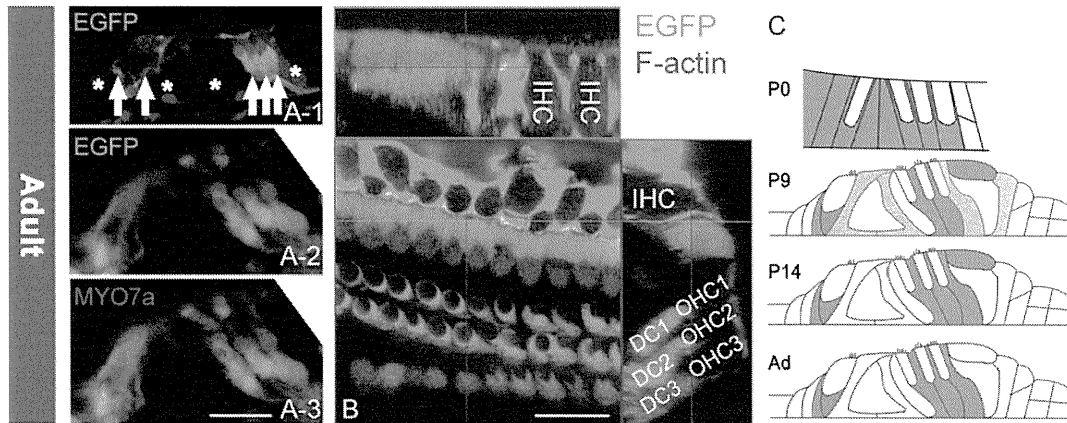 Adult
EGFP
* * * *
A-1
EGFP
A-2
MYO7a
A-3
IHC
IHC
B
IHC
DC1 OHC1
DC2 OHC2
DC3 OHC3
EGFP
F-actin
C
P0
P9
P14
Ad